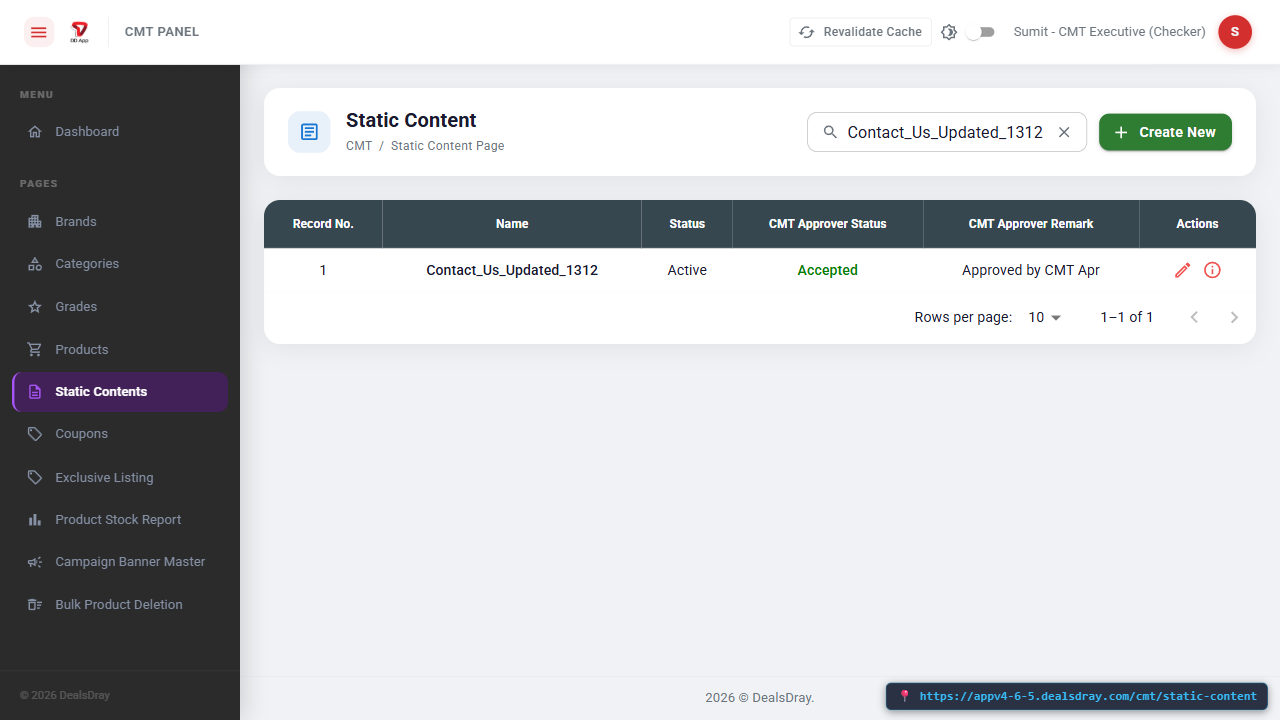 DD App
CMT PANEL
Revalidate Cache
Sumit - CMT Executive (Checker)
S
MENU
Dashboard
PAGES
Brands
Categories
Grades
Products
Static Contents
Coupons
Exclusive Listing
Product Stock Report
Campaign Banner Master
Bulk Product Deletion
© 2026 DealsDray
Static Content
CMT / Static Content Page
Contact_Us_Updated_1312
Create New
Record No. Name Status CMT Approver Status CMT Approver Remark Actions
1 Contact_Us_Updated_1312 Active Accepted Approved by CMT Apr
Rows per page: 10 1–1 of 1
2026 © DealsDray.
https://appv4-6-5.dealsdray.com/cmt/static-content